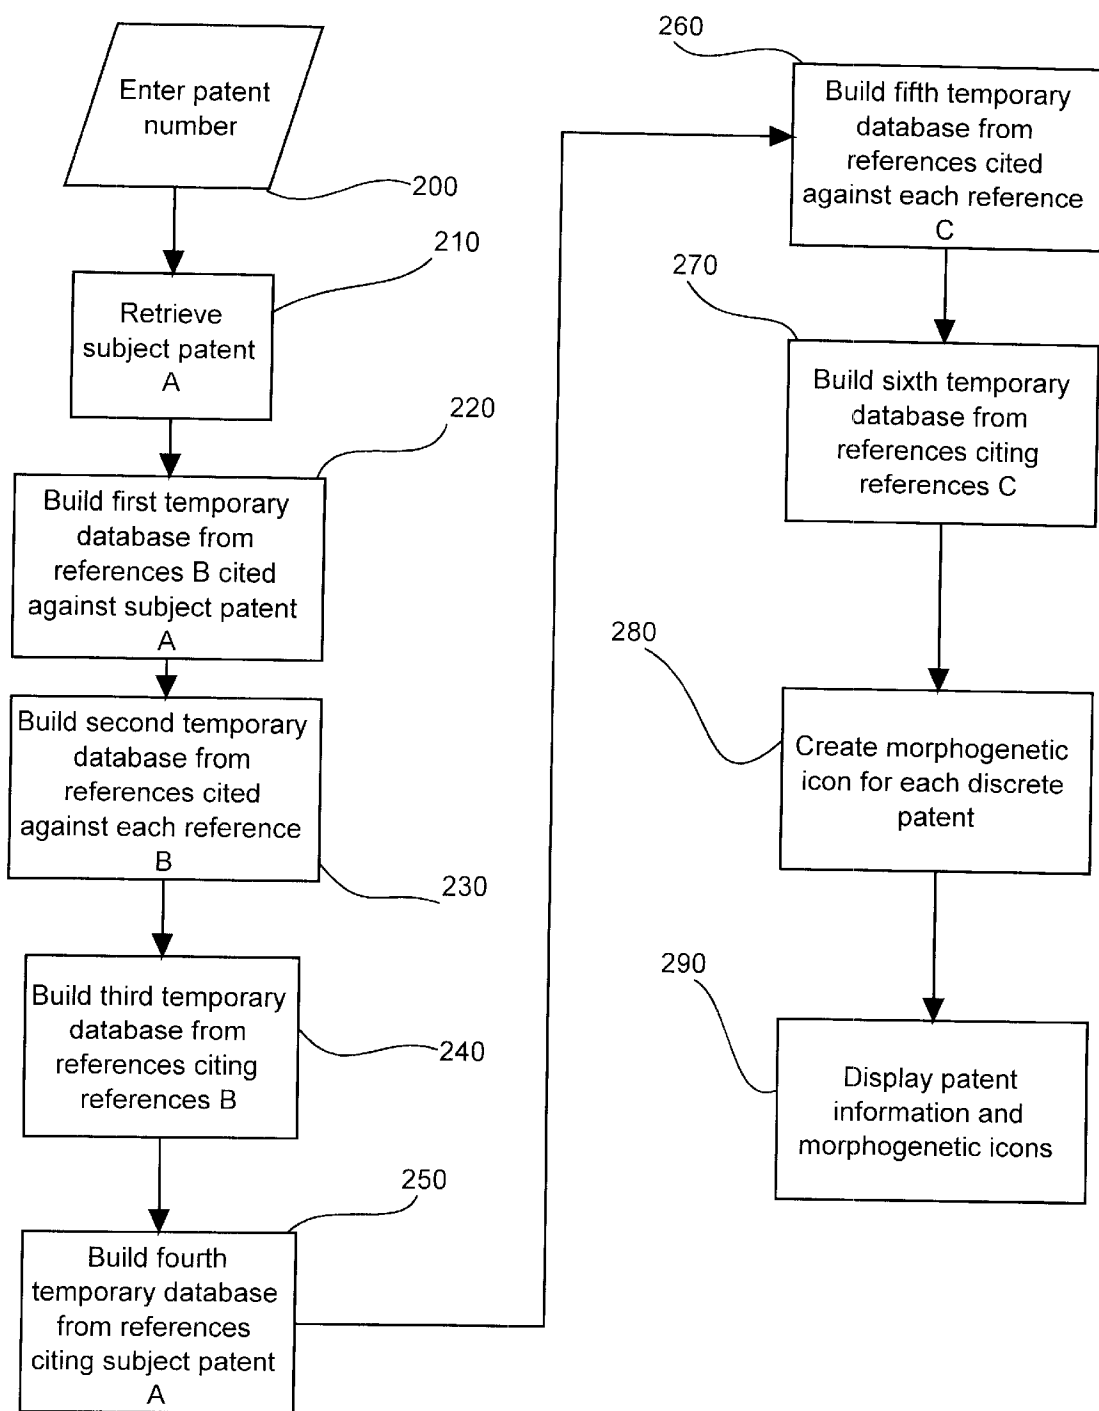 Enter patent
number
200
210
Retrieve
subject patent
A
220
Build first temporary
database from
references B cited
against subject patent
A
Build second temporary
database from
references cited
against each reference
B
230
Build third temporary
database from
references citing
references B
240
250
Build fourth
temporary database
from references
citing subject patent
A
260
Build fifth temporary
database from
references cited
against each reference
C
270
Build sixth temporary
database from
references citing
references C
280
Create morphogenetic
icon for each discrete
patent
290
Display patent
information and
morphogenetic icons